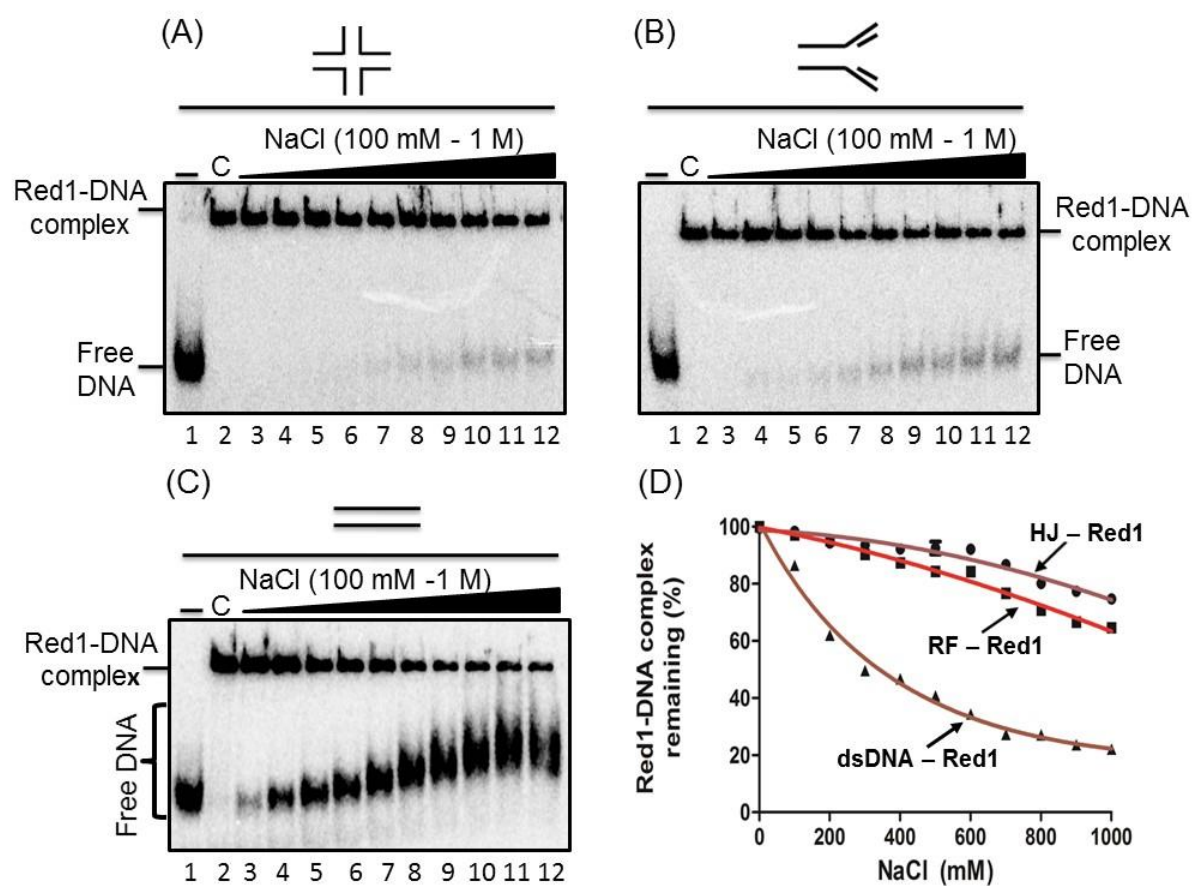 (A)
NaCl (100 mM - 1 M)
– C
Red1-DNA
complex
Free
DNA
1 2 3 4 5 6 7 8 9 10 11 12
(B)
NaCl (100 mM - 1 M)
C
Red1-DNA
complex
Free
DNA
1 2 3 4 5 6 7 8 9 10 11 12
(C)
NaCl (100 mM -1 M)
– C
Red1-DNA
complex
Free DNA
1 2 3 4 5 6 7 8 9 10 11 12
(D)
Red1-DNA complex
remaining (%)
100
80
60
40
20
0
HJ – Red1
RF – Red1
dsDNA – Red1
0 200 400 600 800 1000
NaCl (mM)